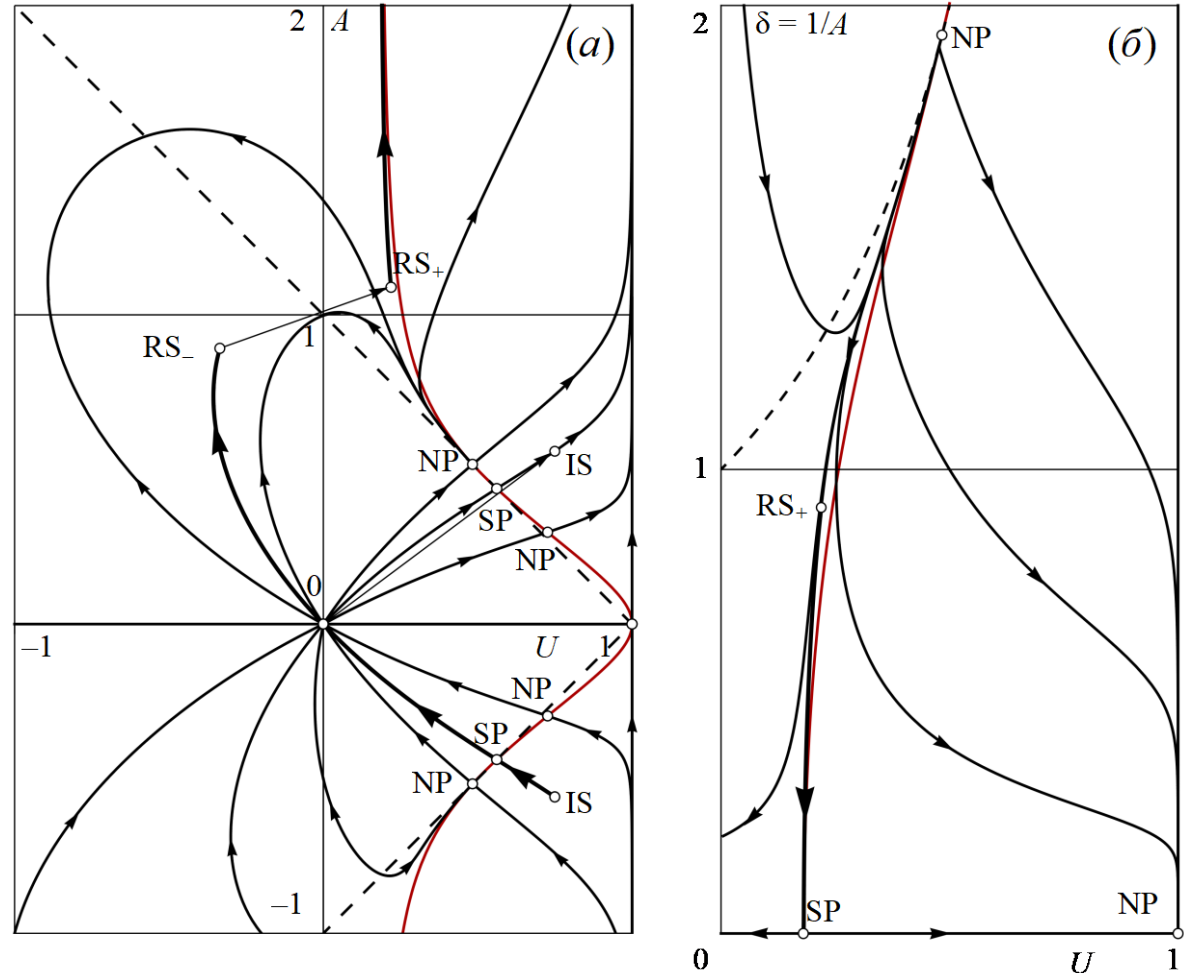 2 A (а)
RS₊
1
RS₋
NP
IS
SP
NP
0
−1 U 1
NP
SP
NP
IS
−1
2 δ = 1/A (б)
NP
1
RS₊
SP NP
0 U 1